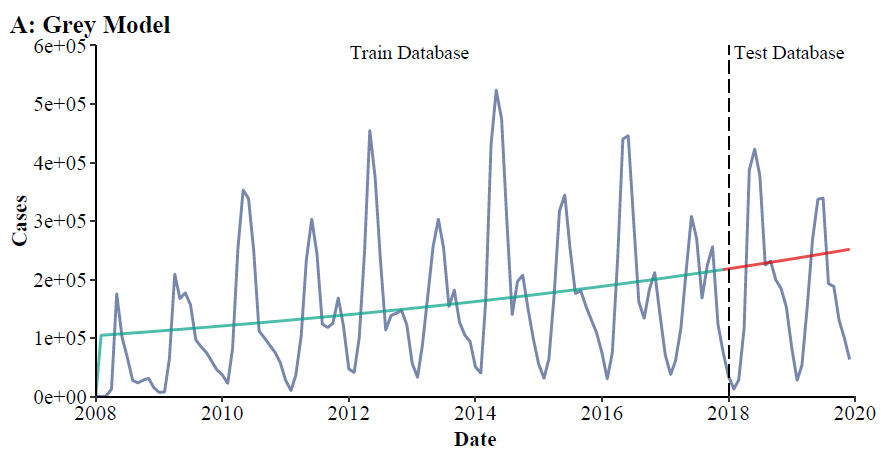 A: Grey Model
6e+05
Train Database
Test Database
5e+05
4e+05
3e+05
2e+05
1e+05
0e+00
Cases
2008
2010
2012
2014
2016
2018
2020
Date